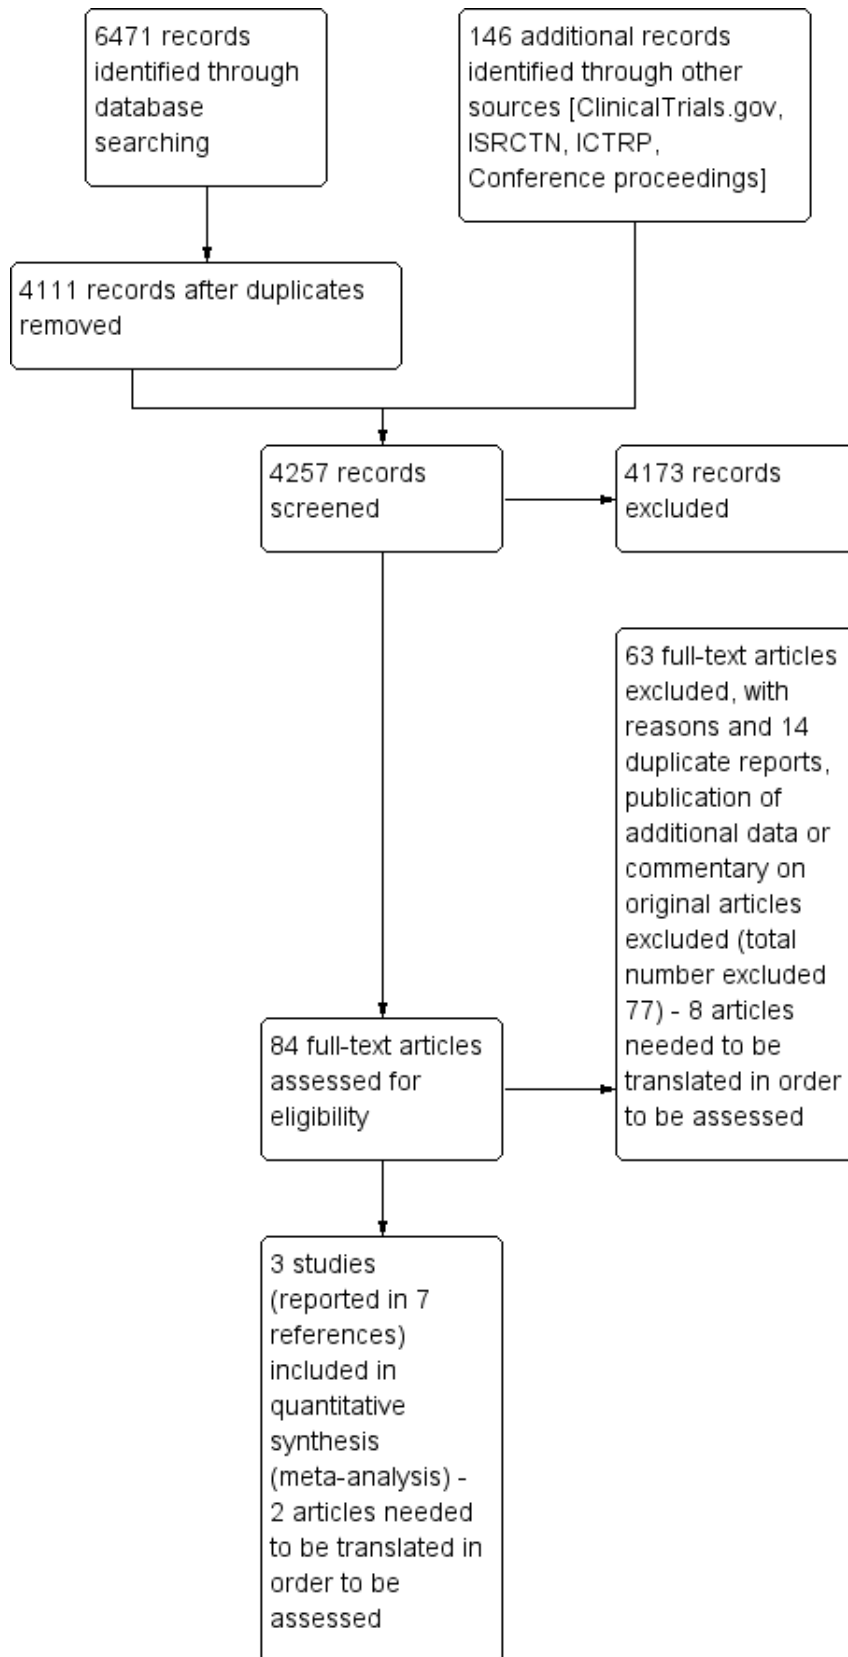 6471 records
identified through
database
searching
146 additional records
identified through other
sources [ClinicalTrials.gov,
ISRCTN, ICTRP,
Conference proceedings]
4111 records after duplicates
removed
4257 records
screened
4173 records
excluded
63 full-text articles
excluded, with
reasons and 14
duplicate reports,
publication of
additional data or
commentary on
original articles
excluded (total
number excluded
77) - 8 articles
needed to be
translated in order
to be assessed
84 full-text articles
assessed for
eligibility
3 studies
(reported in 7
references)
included in
quantitative
synthesis
(meta-analysis) -
2 articles needed
to be translated in
order to be
assessed